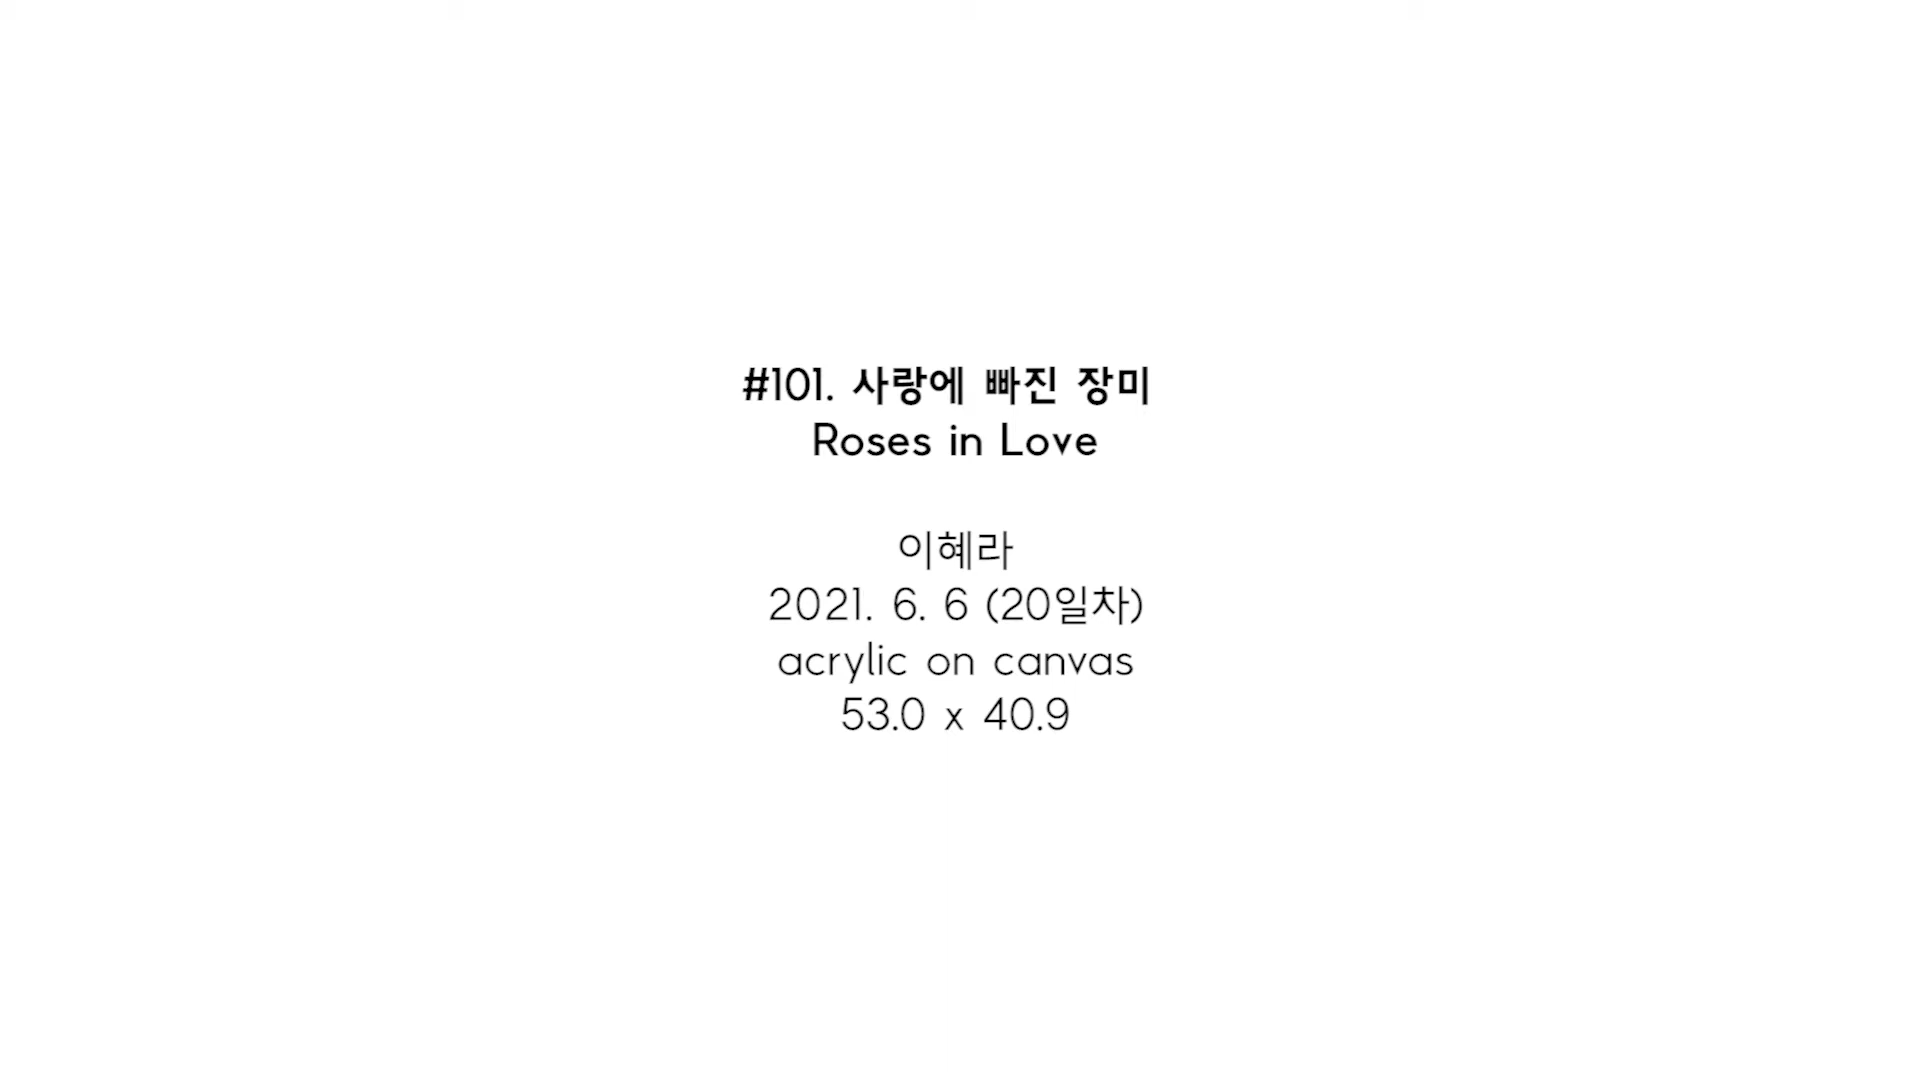 #101. 사랑에 빠진 장미
Roses in Love
이혜라
2021. 6. 6 (20일차)
acrylic on canvas
53.0 x 40.9